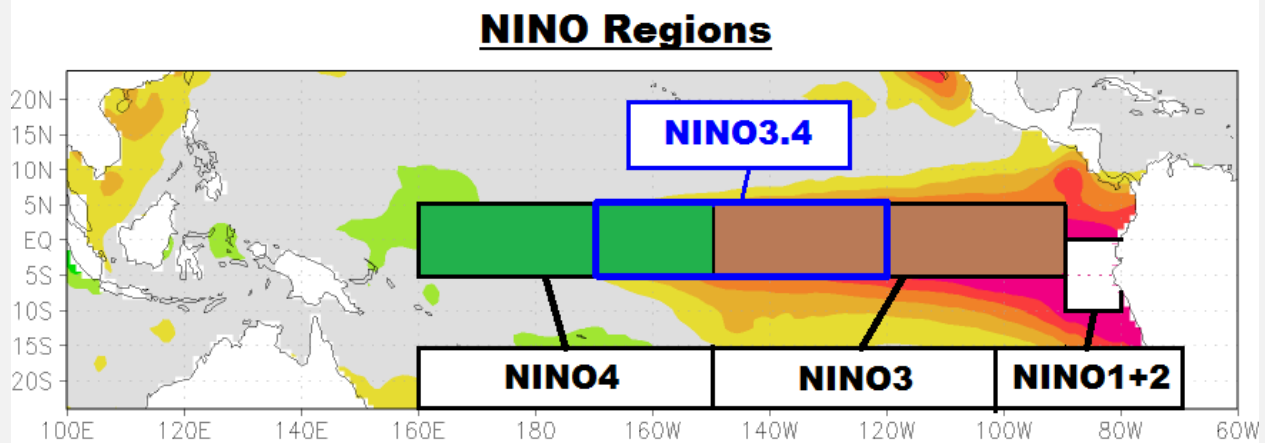 NINO Regions
20N
15N
10N
5N
EQ
5S
10S
15S
20S
NINO3.4
NINO4
NINO3
NINO1+2
100E 120E 140E 160E 180 160W 140W 120W 100W 80W 60W